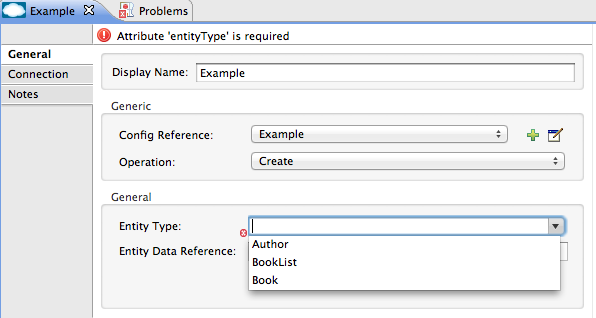 Example
Problems
Attribute 'entityType' is required
General
Connection
Notes
Display Name: Example
Generic
Config Reference: Example
Operation: Create
General
Entity Type:
Entity Data Reference:
Author
BookList
Book